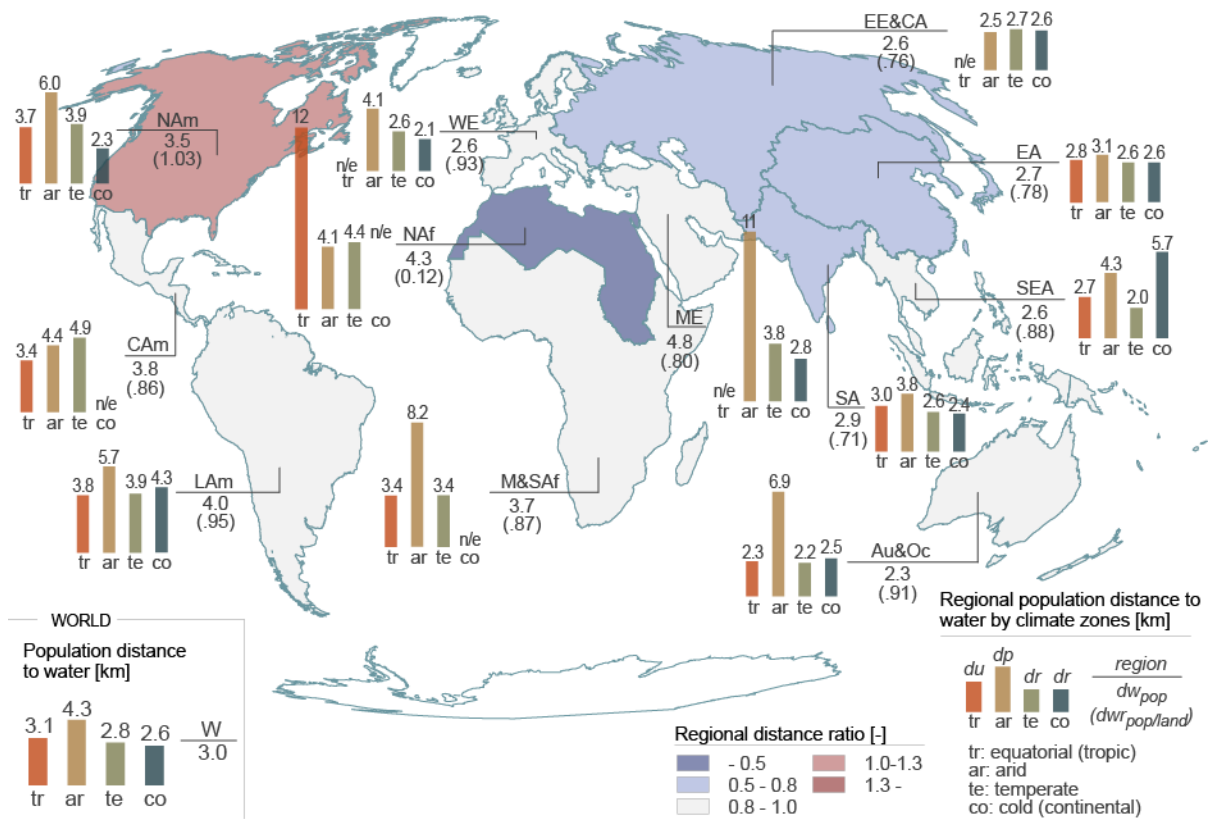 EE&CA
2.6
(.76)
2.5 2.7 2.6
n/e
tr ar te co
3.7 6.0 3.9 2.3
tr ar te co
NAm
3.5
(1.03)
12 4.1 4.4 n/e
tr ar te co
NAf
4.3
(0.12)
n/e 4.1 2.6 2.1
tr ar te co
WE
2.6
(.93)
EA
2.7
(.78)
2.8 3.1 2.6 2.6
tr ar te co
SEA
2.6
(.88)
2.7 4.3 2.0 5.7
tr ar te co
ME
4.8
(.80)
n/e 11 3.8 2.8
tr ar te co
SA
2.9
(.71)
3.0 3.8 2.6 2.4
tr ar te co
3.4 4.4 4.9 n/e
tr ar te co
CAm
3.8
(.86)
3.8 5.7 3.9 4.3
tr ar te co
LAm
4.0
(.95)
3.4 8.2 3.4 n/e
tr ar te co
M&SAf
3.7
(.87)
2.3 6.9 2.2 2.5
tr ar te co
Au&Oc
2.3
(.91)
WORLD
Population distance
to water [km]
3.1 4.3 2.8 2.6
tr ar te co
W
3.0
Regional distance ratio [-]
- 0.5
0.5 - 0.8
0.8 - 1.0
1.0-1.3
1.3 -
Regional population distance to
water by climate zones [km]
du dp dr dr
tr ar te co
region
dwpop
(dwrpop/land)
tr: equatorial (tropic)
ar: arid
te: temperate
co: cold (continental)